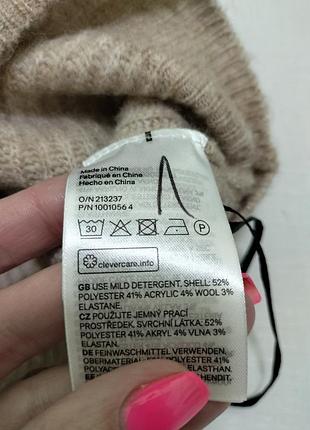 Made in China
Fabriqué en Chine
Hecho en China
O/N 213237
P/N 1001056 4
30 P
clevercare.info
GB USE MILD DETERGENT. SHELL: 52%
POLYESTER 41% ACRYLIC 4% WOOL 3%
ELASTANE.
CZ POUŽIJTE JEMNÝ PRACÍ
PROSTŘEDEK. SVRCHNÍ LÁTKA: 52%
POLYESTER 41% AKRYL 4% VLNA 3%
ELASTAN.
DE FEINWASCHMITTEL VERWENDEN.
OBERMATERIAL: POLYESTER 41%
ELASTHAN.